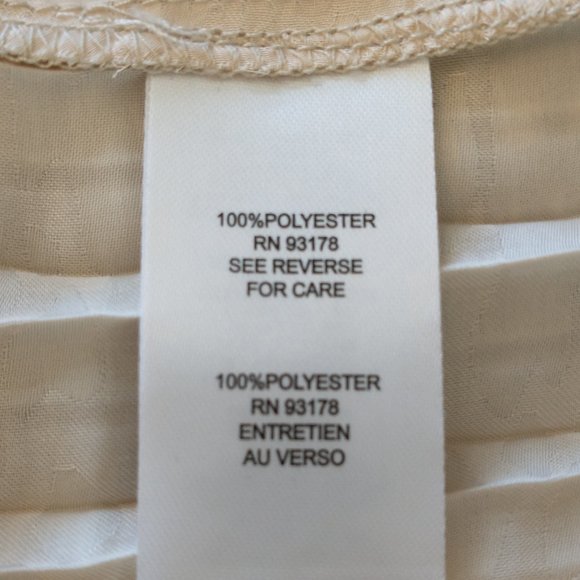 100%POLYESTER
RN 93178
SEE REVERSE
FOR CARE
100%POLYESTER
RN 93178
ENTRETIEN
AU VERSO